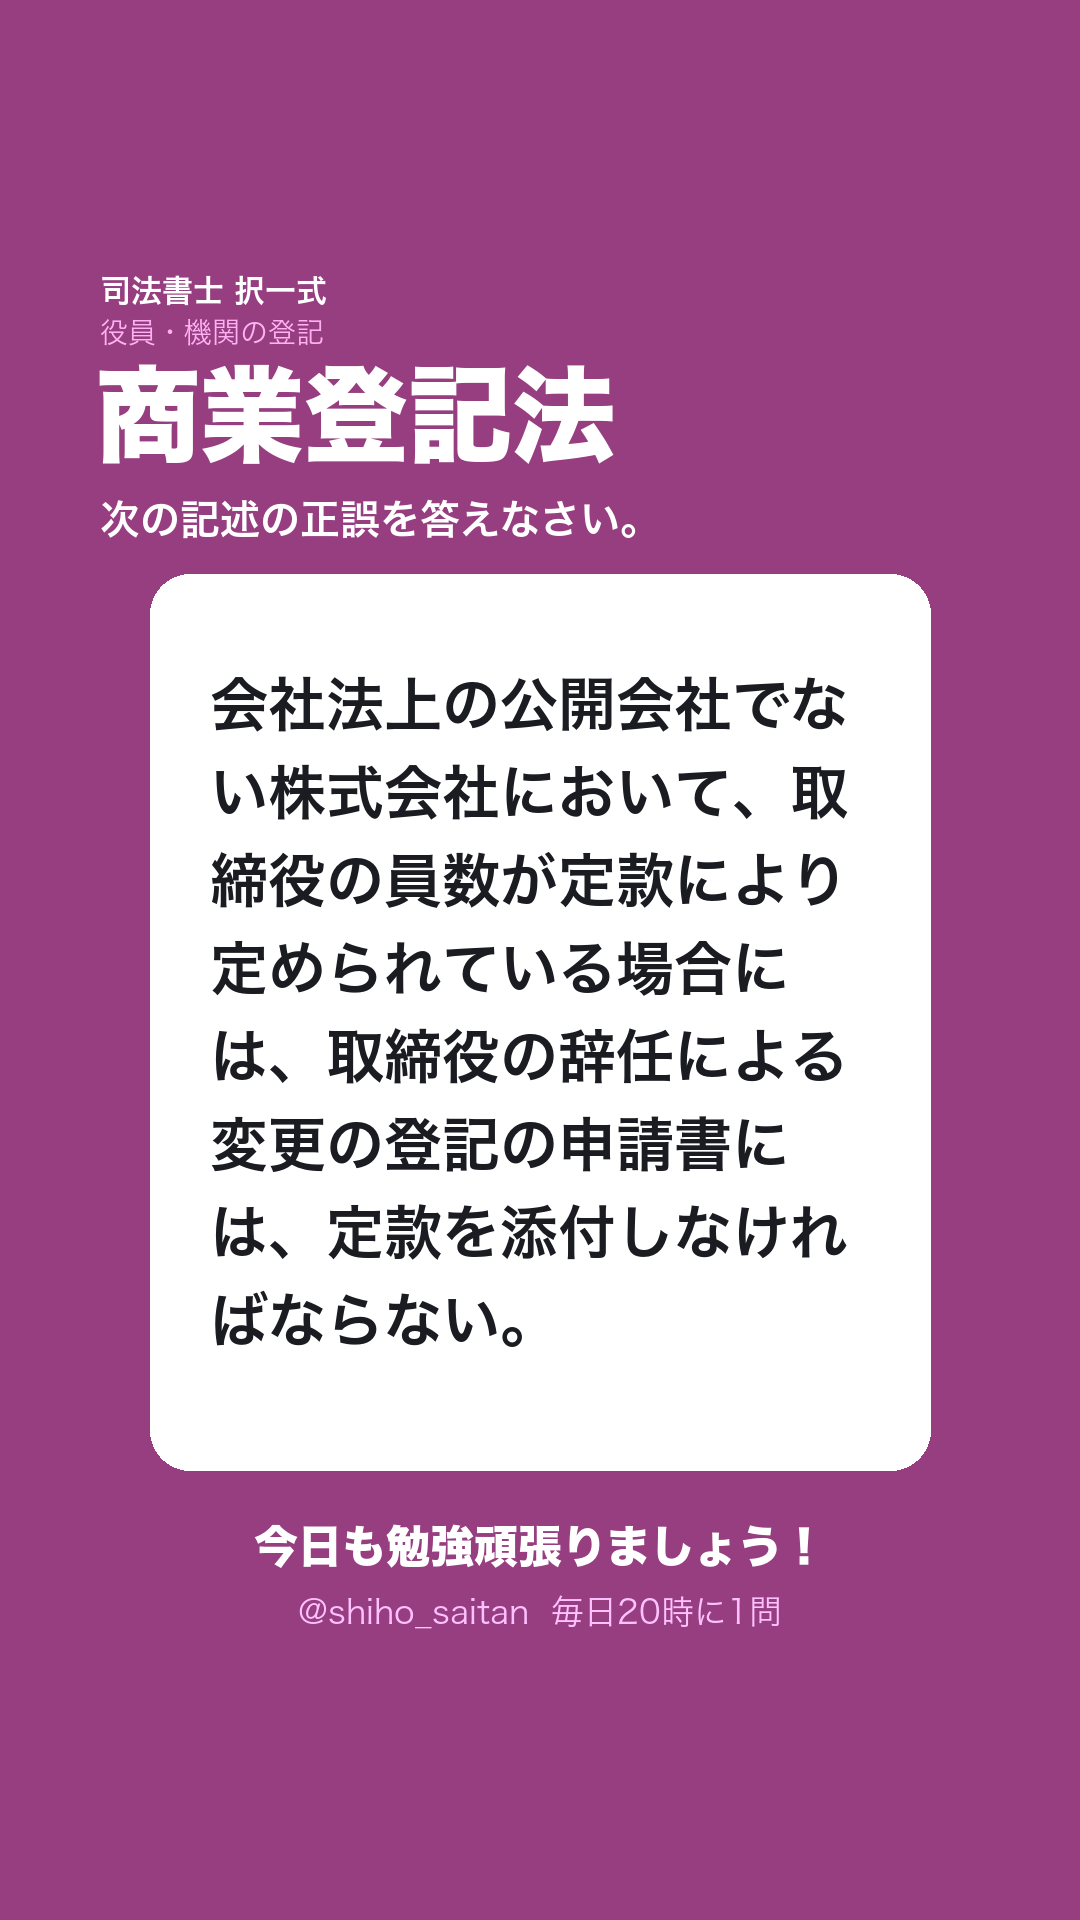 司法書士 択一式
役員・機関の登記
商業登記法
次の記述の正誤を答えなさい。
会社法上の公開会社でな
い株式会社において、取
締役の員数が定款により
定められている場合に
は、取締役の辞任による
変更の登記の申請書に
は、定款を添付しなけれ
ばならない。
今日も勉強頑張りましょう！
@shiho_saitan 毎日20時に1問